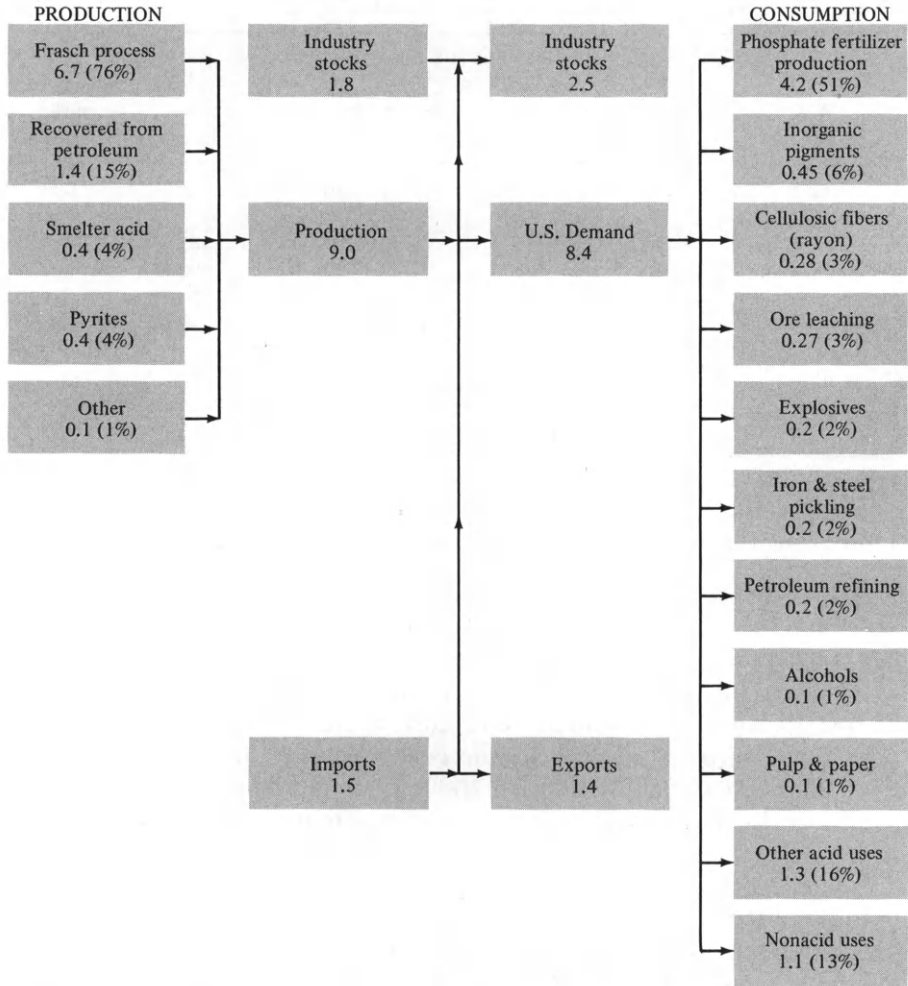 PRODUCTION
Frasch process
6.7 (76%)
Recovered from
petroleum
1.4 (15%)
Smelter acid
0.4 (4%)
Pyrites
0.4 (4%)
Other
0.1 (1%)
Industry
stocks
1.8
Production
9.0
Imports
1.5
Industry
stocks
2.5
U.S. Demand
8.4
Exports
1.4
CONSUMPTION
Phosphate fertilizer
production
4.2 (51%)
Inorganic
pigments
0.45 (6%)
Cellulosic fibers
(rayon)
0.28 (3%)
Ore leaching
0.27 (3%)
Explosives
0.2 (2%)
Iron & steel
pickling
0.2 (2%)
Petroleum refining
0.2 (2%)
Alcohols
0.1 (1%)
Pulp & paper
0.1 (1%)
Other acid uses
1.3 (16%)
Nonacid uses
1.1 (13%)